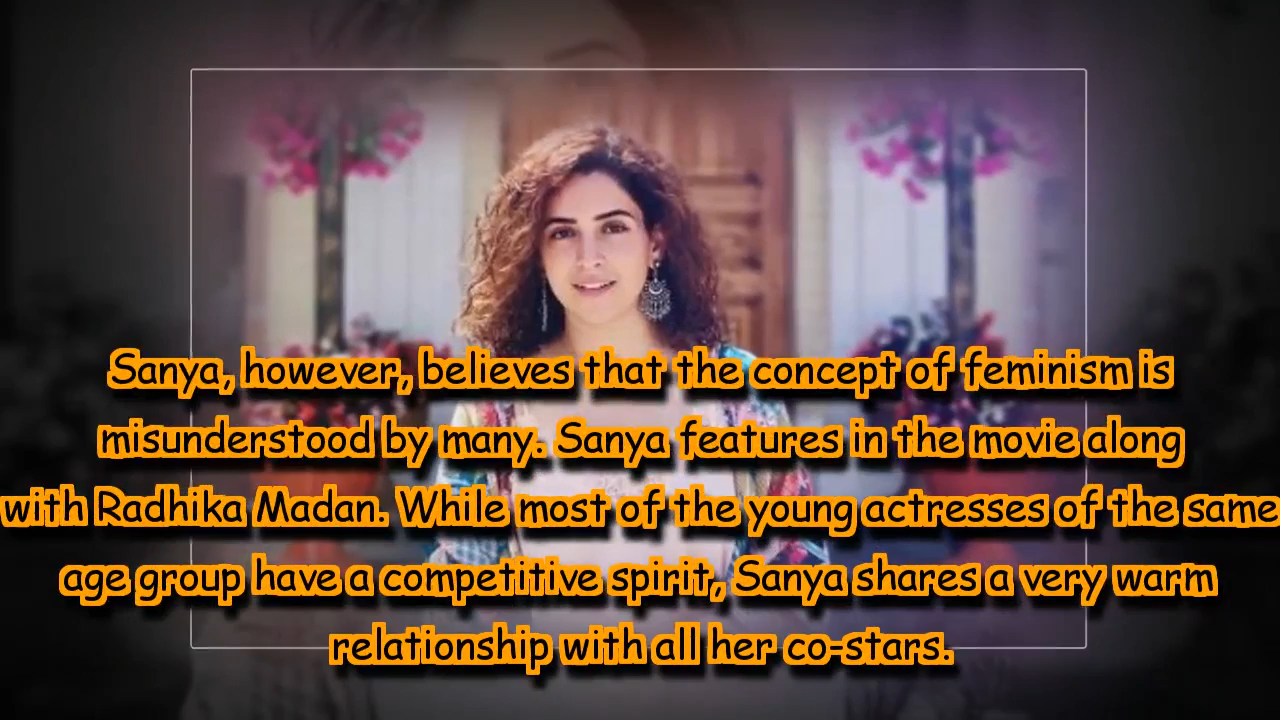 Sanya, however, believes that the concept of feminism is
misunderstood by many. Sanya features in the movie along
with Radhika Madan. While most of the young actresses of the same
age group have a competitive spirit, Sanya shares a very warm
relationship with all her co-stars.